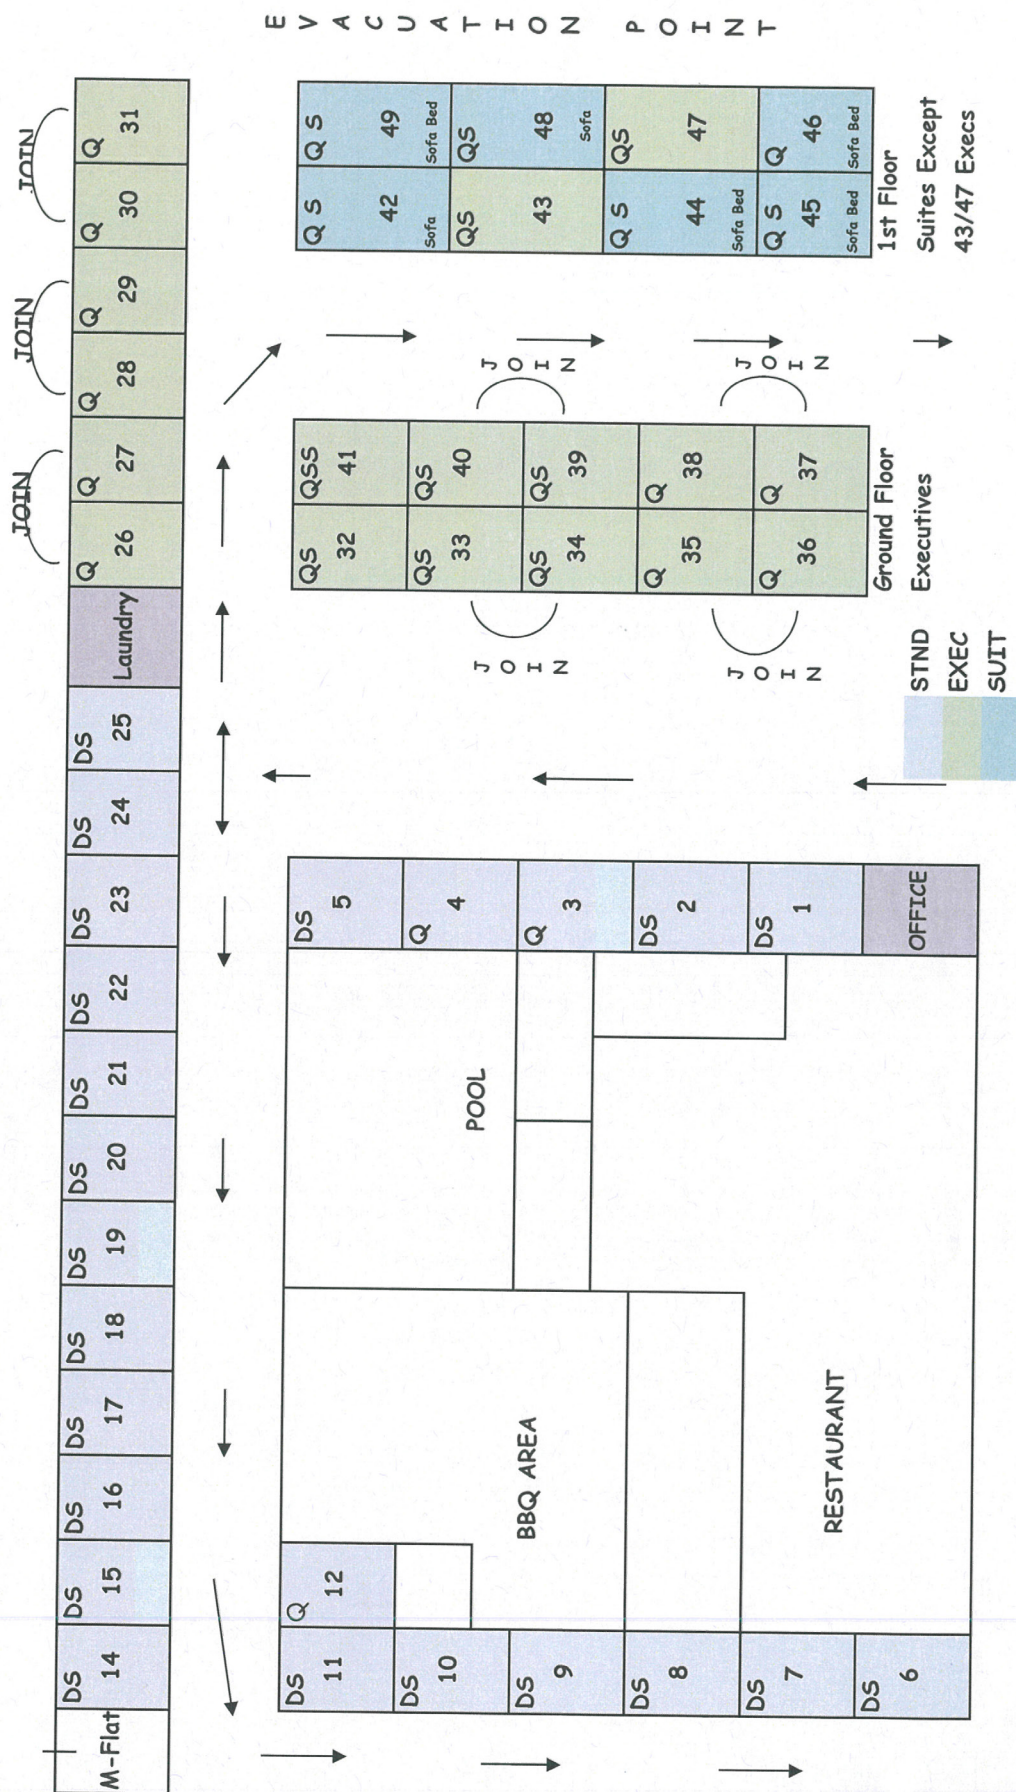 EVACUATION POINT
JOIN
JOIN
JOIN
M-Flat
DS 14
DS 15
DS 16
DS 17
DS 18
DS 19
DS 20
DS 21
DS 22
DS 23
DS 24
DS 25
Laundry
Q 26
Q 27
Q 28
Q 29
Q 30
Q 31
DS 11
Q 12
DS 10
DS 9
DS 8
DS 7
DS 6
BBQ AREA
POOL
RESTAURANT
DS 5
Q 4
Q 3
DS 2
DS 1
OFFICE
JOIN
JOIN
QS 32
QSS 41
QS 33
QS 40
QS 34
QS 39
Q 35
Q 38
Q 36
Q 37
Ground Floor
Executives
JOIN
JOIN
Q S 42 Sofa
Q S 49 Sofa Bed
QS 43
QS 48 Sofa
Q S 44 Sofa Bed
QS 47
Q S 45 Sofa Bed
Q 46 Sofa Bed
1st Floor
Suites Except
43/47 Execs
STND
EXEC
SUIT